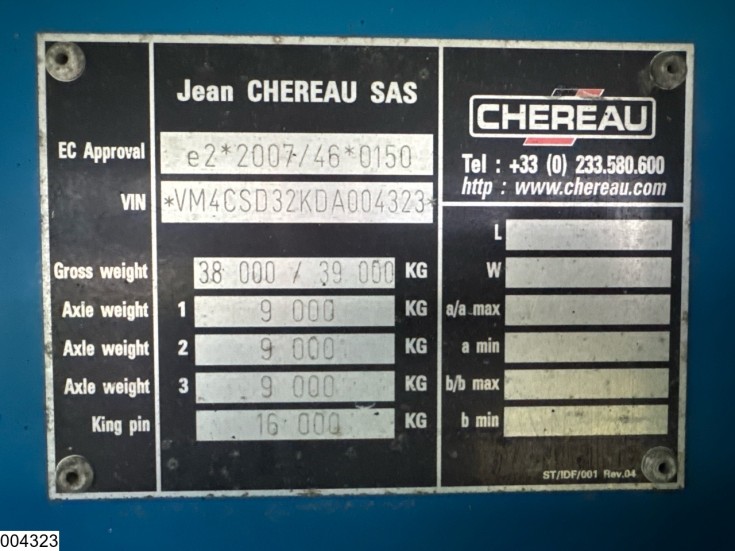 Jean CHEREAU SAS
EC Approval e2*2007/46*0150
VIN *VM4CSD32KDA004323*
Gross weight 38 000 / 39 000 KG
Axle weight 1 9 000 KG
Axle weight 2 9 000 KG
Axle weight 3 9 000 KG
King pin 16 000 KG
CHEREAU
Tel : +33 (0) 233.580.600
http : www.chereau.com
L
W
a/a max
a min
b/b max
b min
ST/IDF/001 Rev.04
004323